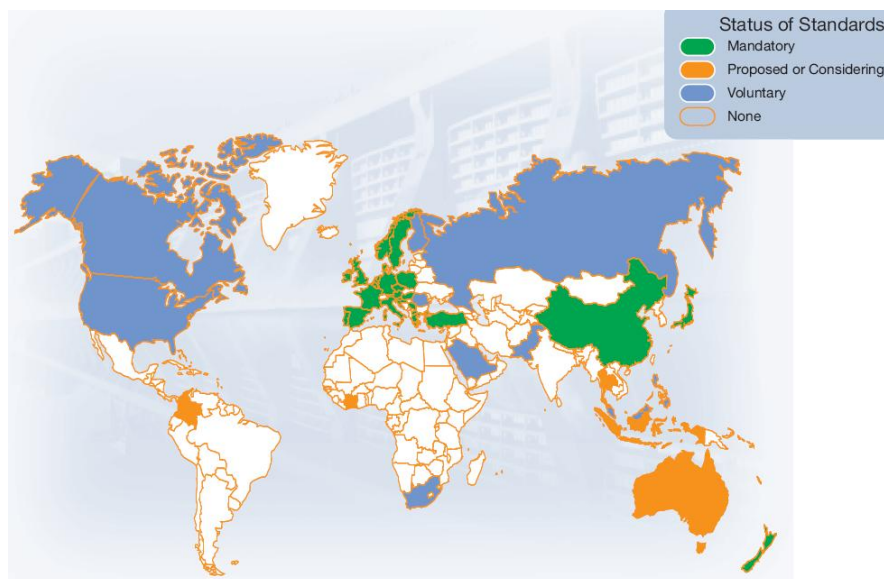 Status of Standards
Mandatory
Proposed or Considering
Voluntary
None